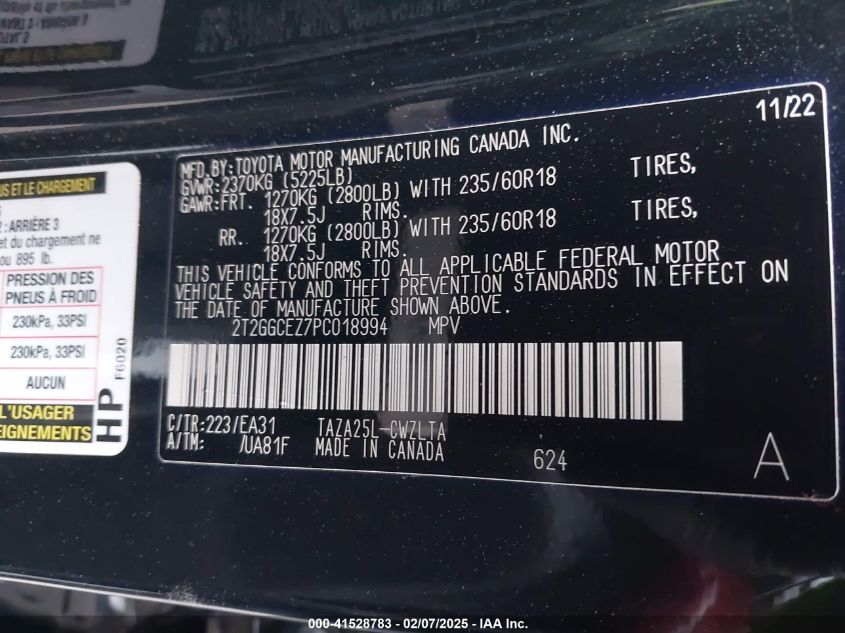 11/22
MFD.BY:TOYOTA MOTOR MANUFACTURING CANADA INC.
GVWR:2370KG (5225LB)
GAWR:FRT. 1270KG (2800LB) WITH 235/60R18 TIRES,
18X7.5J RIMS.
RR. 1270KG (2800LB) WITH 235/60R18 TIRES,
18X7.5J RIMS.
THIS VEHICLE CONFORMS TO ALL APPLICABLE FEDERAL MOTOR
VEHICLE SAFETY AND THEFT PREVENTION STANDARDS IN EFFECT ON
THE DATE OF MANUFACTURE SHOWN ABOVE.
2T2GGCEZ7PC018994 MPV
C/TR:223/EA31 TAZA25L-CWZLTA
A/TM: /UA81F MADE IN CANADA
624
A
US ET LE CHARGEMENT
2:ARRIÈRE 3
et du chargement ne
ou 895 lb.
PRESSION DES
PNEUS À FROID
230kPa, 33PSI
230kPa, 33PSI
AUCUN
L'USAGER
EIGNEMENTS
HP
F6020
000-41528783 - 02/07/2025 - IAA Inc.